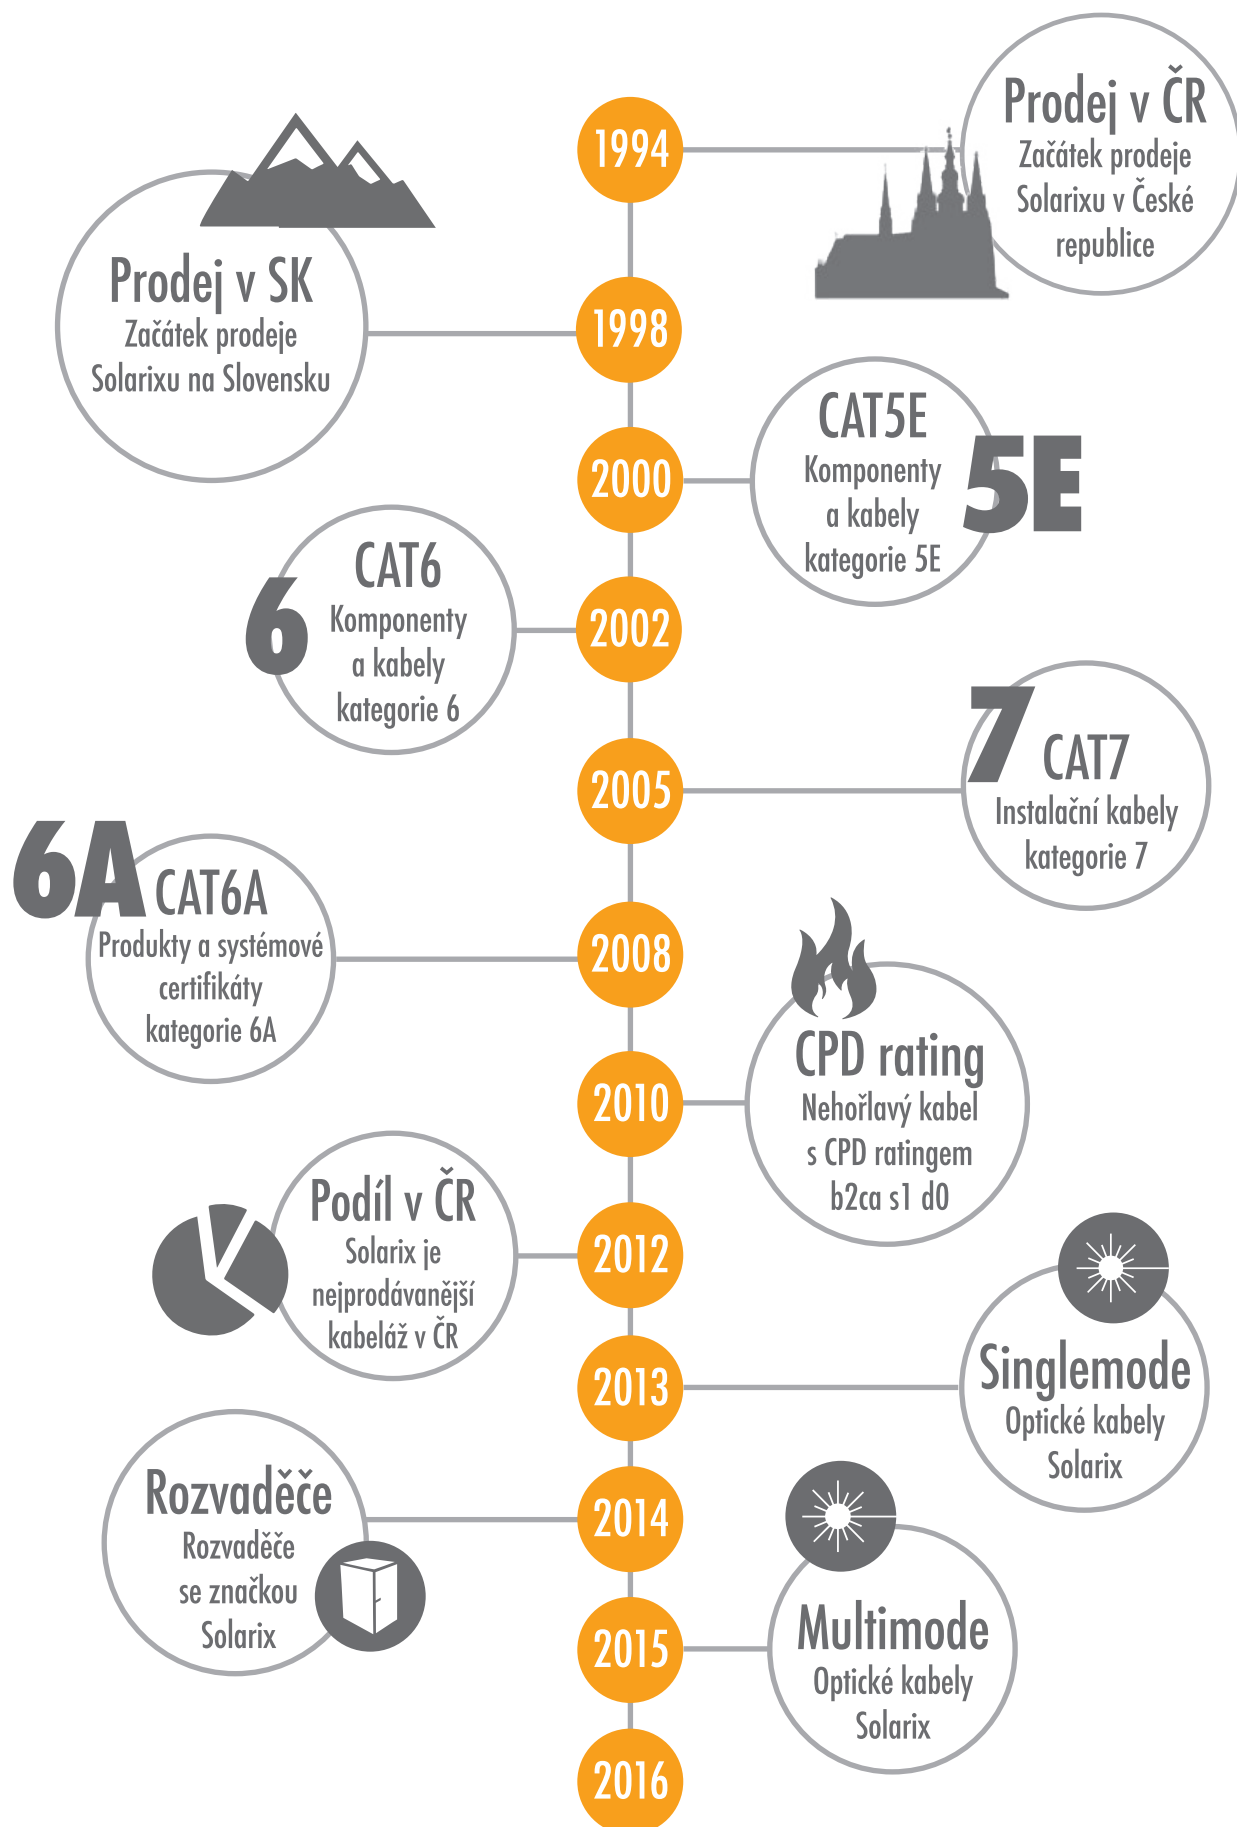 1994
Prodej v ČR
Začátek prodeje
Solarixu v České
republice
1998
Prodej v SK
Začátek prodeje
Solarixu na Slovensku
2000
CAT5E
Komponenty
a kabely
kategorie 5E
5E
2002
CAT6
6
Komponenty
a kabely
kategorie 6
2005
7
CAT7
Instalační kabely
kategorie 7
2008
6A
CAT6A
Produkty a systémové
certifikáty
kategorie 6A
2010
CPD rating
Nehořlavý kabel
s CPD ratingem
b2ca s1 d0
2012
Podíl v ČR
Solarix je
nejprodávanější
kabeláž v ČR
2013
Singlemode
Optické kabely
Solarix
2014
Rozvaděče
Rozvaděče
se značkou
Solarix
2015
Multimode
Optické kabely
Solarix
2016